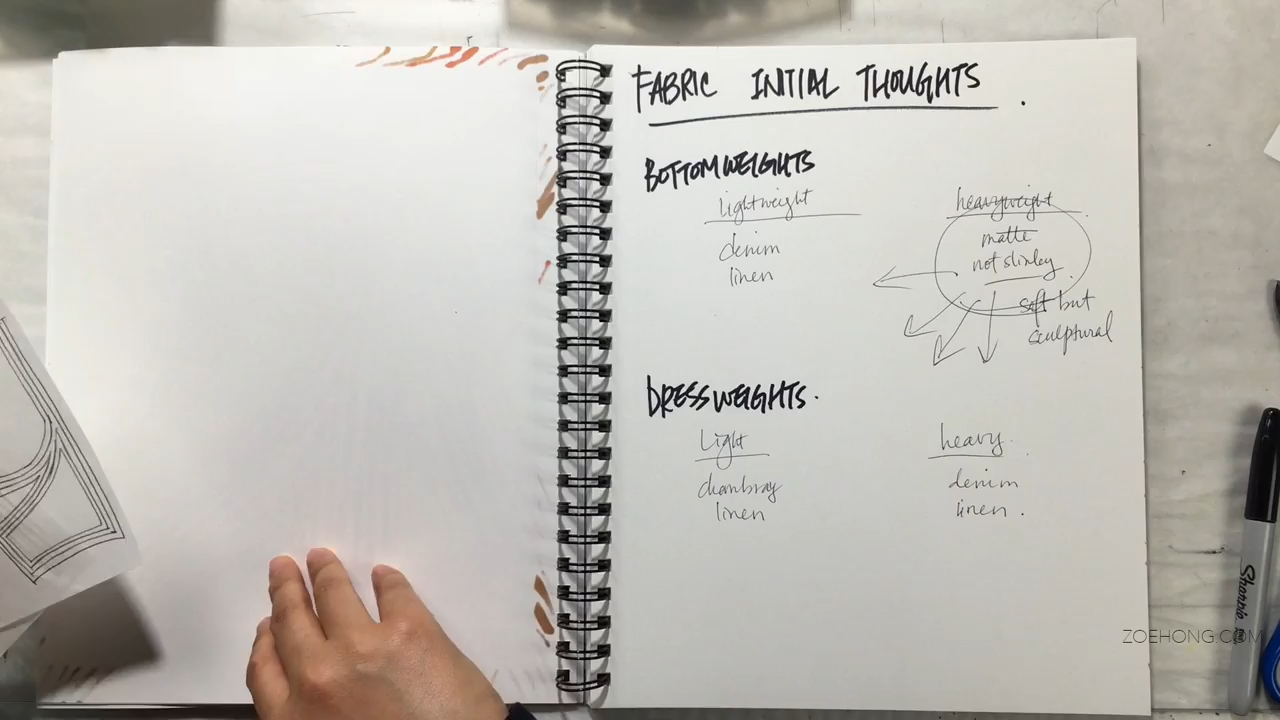 FABRIC INITIAL THOUGHTS.
BOTTOMWEIGHTS
lightweight
denim
linen
heavyweight
matte
not slinky
soft but
sculptural
DRESSWEIGHTS.
Light
chambray
linen
heavy.
denim
linen.
Sharpie
ZOEHONG.COM